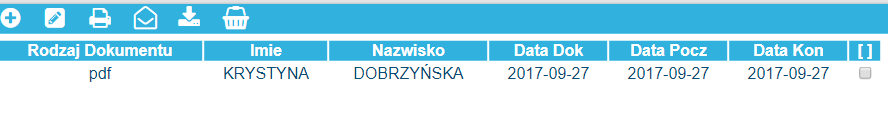 Rodzaj Dokumentu Imie Nazwisko Data Dok Data Pocz Data Kon [ ]
pdf KRYSTYNA DOBRZYŃSKA 2017-09-27 2017-09-27 2017-09-27